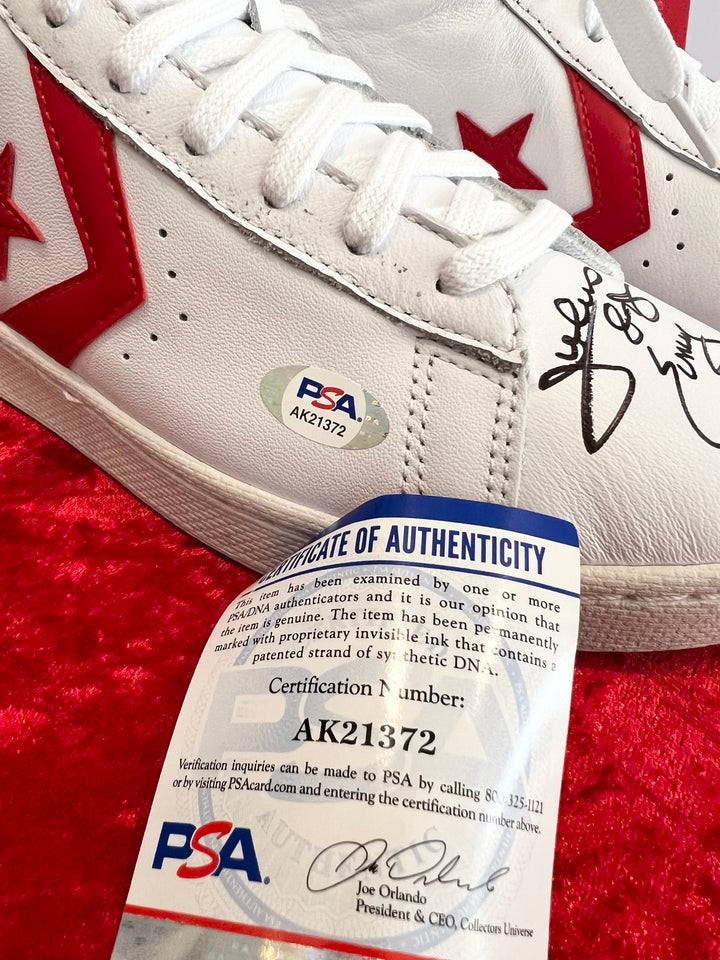 Julius
Erving
PSA
AK21372
CERTIFICATE OF AUTHENTICITY
This item has been examined by one or more
PSA/DNA authenticators and it is our opinion that
the item is genuine. The item has been permanently
marked with proprietary invisible ink that contains a
patented strand of synthetic DNA.
Certification Number:
AK21372
Verification inquiries can be made to PSA by calling 800-325-1121
or by visiting PSAcard.com and entering the certification number above.
PSA
AUTHENTIC
Joe Orlando
President & CEO, Collectors Universe